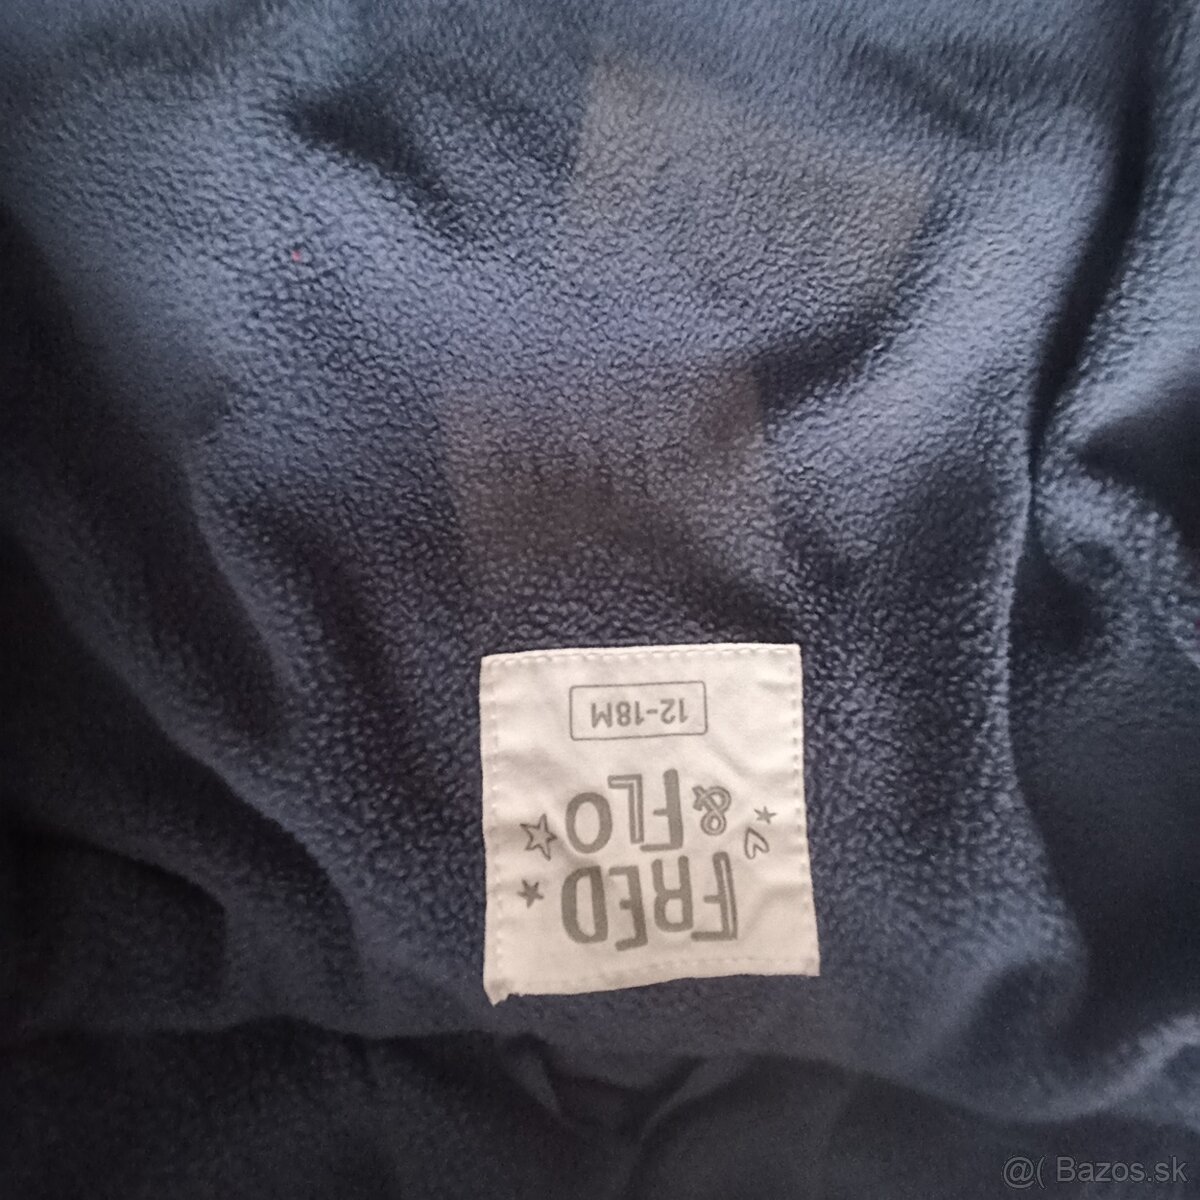 FRED
&FLO
12-18M
@( Bazos.sk